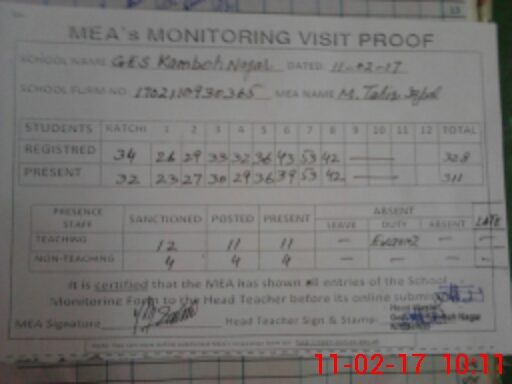 MEA's MONITORING VISIT PROOF
SCHOOL NAME GES Kamboh Nagar DATED: 11-02-17
SCHOOL FORM NO. 1702110930365 MEA NAME M. Tahir Iqbal
STUDENTS KATCHI 1 2 3 4 5 6 7 8 9 10 11 12 TOTAL
REGISTRED 34 26 29 33 32 36 43 53 42 — 328
PRESENT 32 23 27 30 29 36 39 53 42 — 311
PRESENCE STAFF SANCTIONED POSTED PRESENT ABSENT LATE
LEAVE DUTY ABSENT
TEACHING 12 11 11 — — —
NON-TEACHING 4 4 4 — — — —
It is certified that the MEA has shown all entries of the School
Monitoring Form to the Head Teacher before its online
MEA Signature Head Teacher Sign & Stamp:
11-02-17 10:11